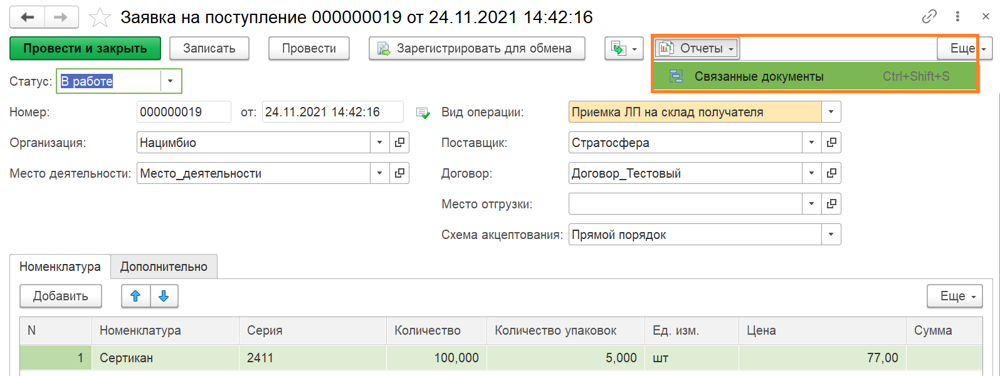 Заявка на поступление 000000019 от 24.11.2021 14:42:16
Провести и закрыть Записать Провести Зарегистрировать для обмена Отчеты Еще
Связанные документы Ctrl+Shift+S
Статус: В работе
Номер: 000000019 от: 24.11.2021 14:42:16 Вид операции: Приемка ЛП на склад получателя
Организация: Нацимбио Поставщик: Стратосфера
Место деятельности: Место_деятельности Договор: Договор_Тестовый
Место отгрузки:
Схема акцептования: Прямой порядок
Номенклатура Дополнительно
Добавить Еще
N Номенклатура Серия Количество Количество упаковок Ед. изм. Цена Сумма
1 Сертикан 2411 100,000 5,000 шт 77,00